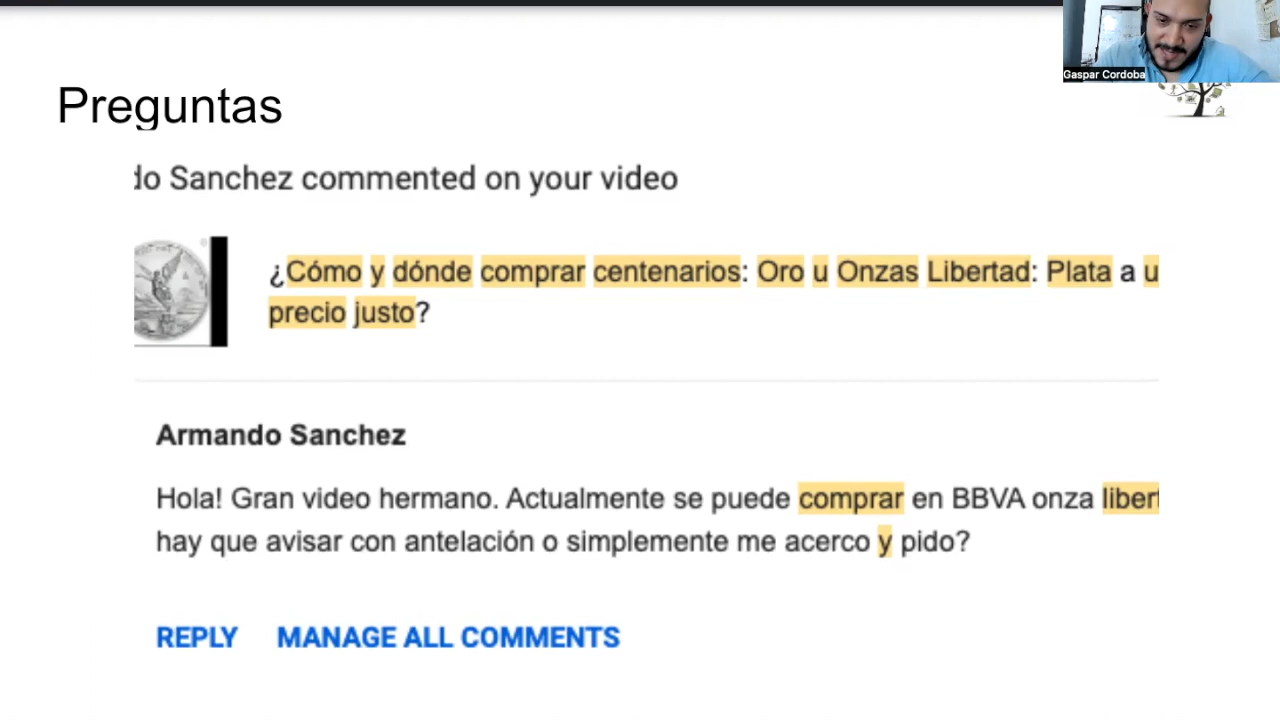 Gaspar Cordoba
Preguntas
do Sanchez commented on your video
¿Cómo y dónde comprar centenarios: Oro u Onzas Libertad: Plata a u
precio justo?
Armando Sanchez
Hola! Gran video hermano. Actualmente se puede comprar en BBVA onza libert
hay que avisar con antelación o simplemente me acerco y pido?
REPLY MANAGE ALL COMMENTS